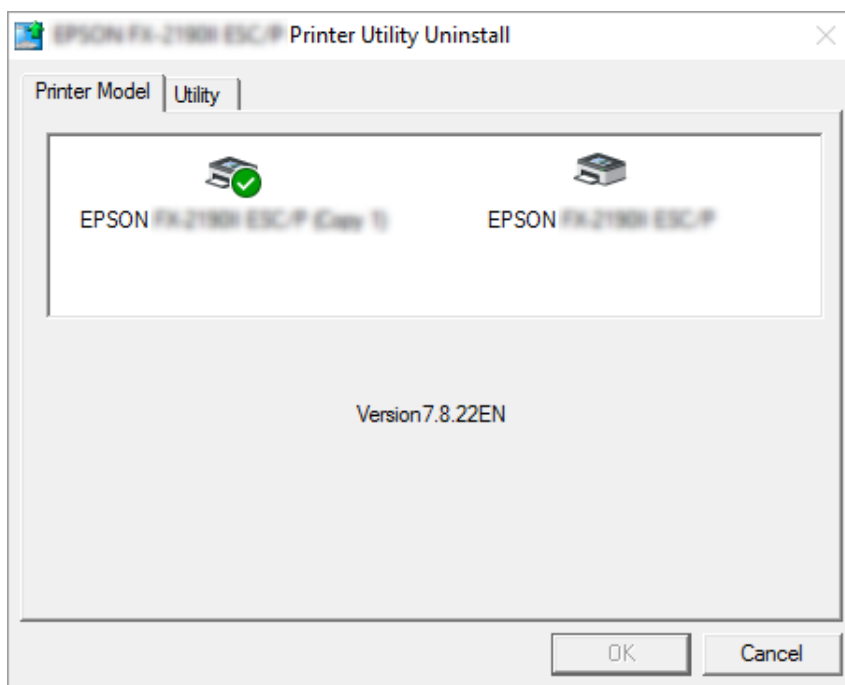 Printer Utility Uninstall
Printer Model
Utility
EPSON
EPSON
Version7.8.22EN
OK
Cancel